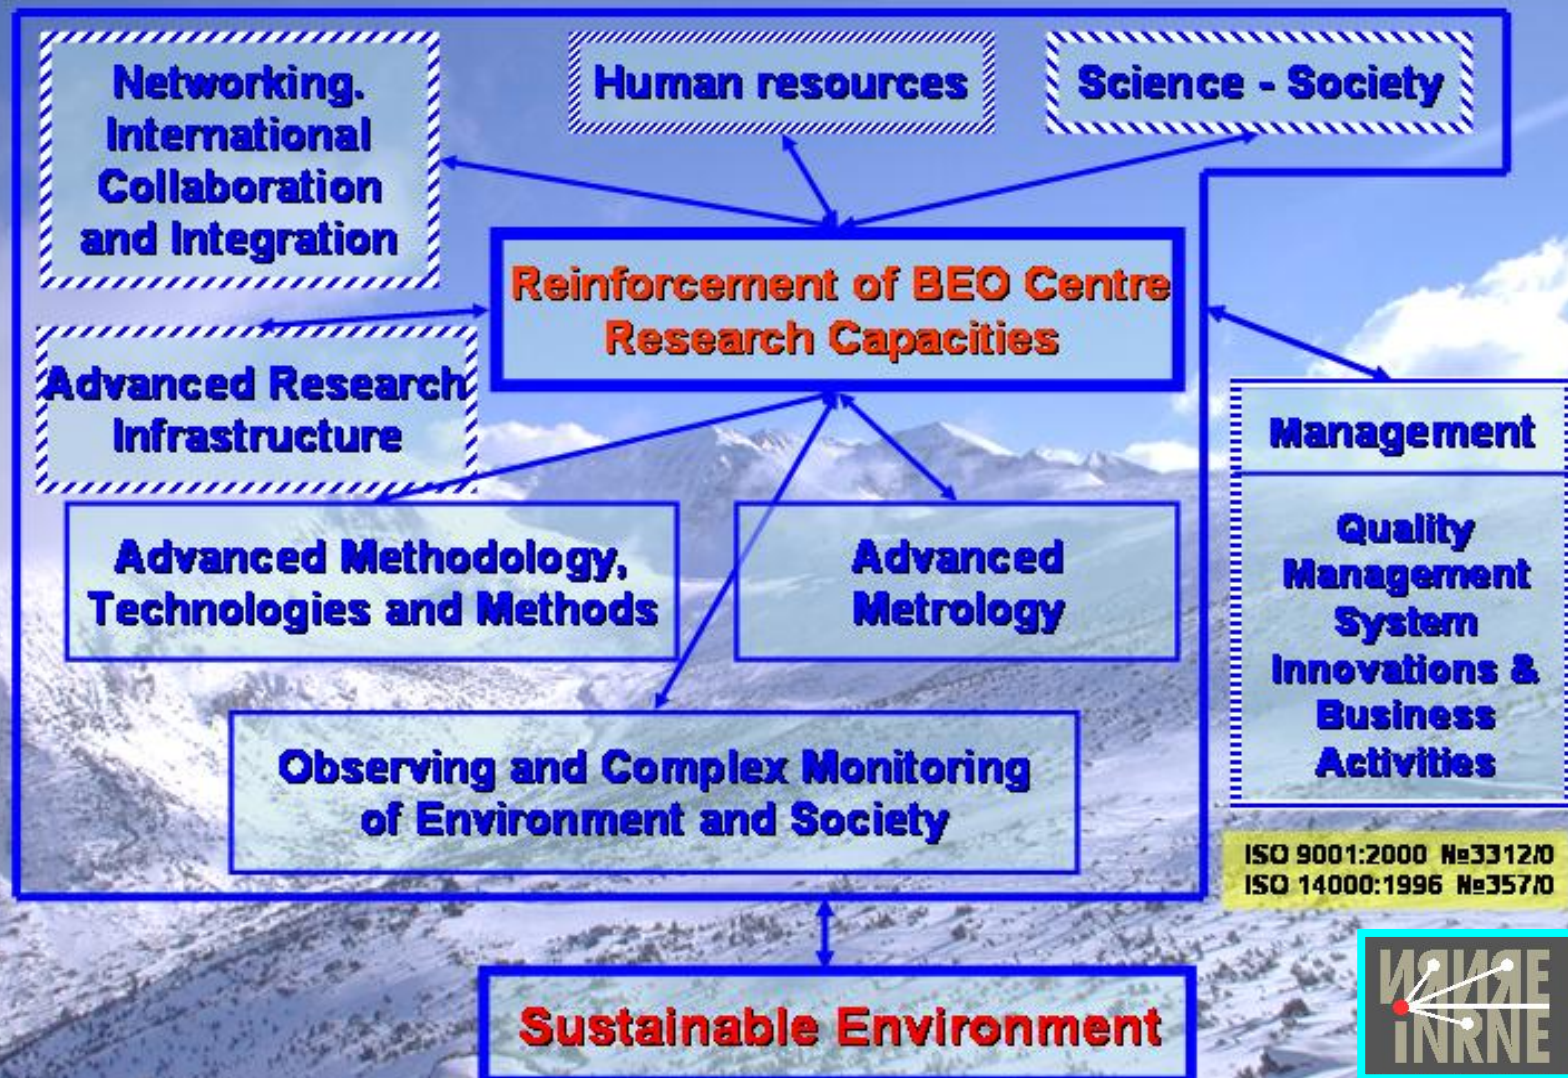 Networking.
International
Collaboration
and Integration
Human resources
Science - Society
Reinforcement of BEO Centre
Research Capacities
Advanced Research
Infrastructure
Management
Quality
Management
System
Innovations &
Business
Activities
Advanced Methodology,
Technologies and Methods
Advanced
Metrology
Observing and Complex Monitoring
of Environment and Society
ISO 9001:2000 №3312/0
ISO 14000:1996 №357/0
Sustainable Environment
ИЯИЯЕ
iNRNE